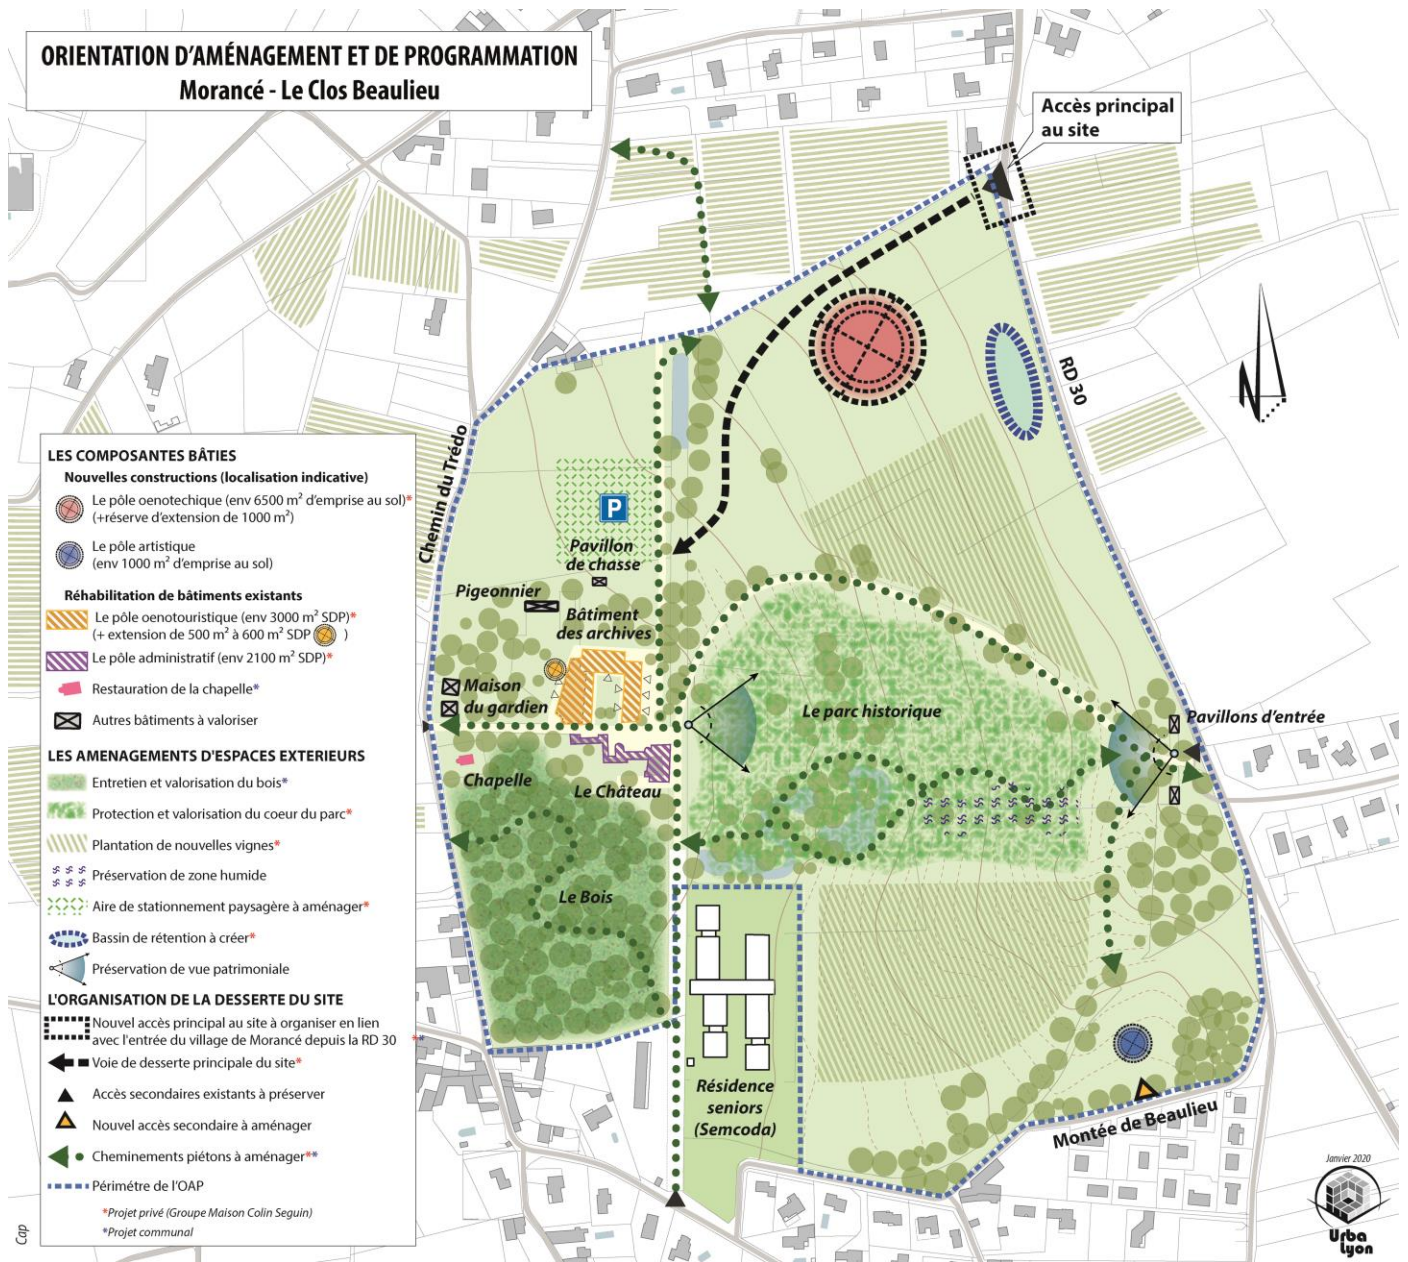 ORIENTATION D'AMÉNAGEMENT ET DE PROGRAMMATION
Morancé - Le Clos Beaulieu
Accès principal
au site
RD 30
N
Chemin du Trédo
P
Pavillon
de chasse
Pigeonnier
Bâtiment
des archives
Maison
du gardien
Le parc historique
Pavillons d'entrée
Chapelle
Le Château
Le Bois
Résidence
seniors
(Semcoda)
Montée de Beaulieu
LES COMPOSANTES BÂTIES
Nouvelles constructions (localisation indicative)
Le pôle oenotechique (env 6500 m² d'emprise au sol)*
(+réserve d'extension de 1000 m²)
Le pôle artistique
(env 1000 m² d'emprise au sol)
Réhabilitation de bâtiments existants
Le pôle oenotouristique (env 3000 m² SDP)*
(+ extension de 500 m² à 600 m² SDP )
Le pôle administratif (env 2100 m² SDP)*
Restauration de la chapelle*
Autres bâtiments à valoriser
LES AMENAGEMENTS D'ESPACES EXTERIEURS
Entretien et valorisation du bois*
Protection et valorisation du coeur du parc*
Plantation de nouvelles vignes*
Préservation de zone humide
Aire de stationnement paysagère à aménager*
Bassin de rétention à créer*
Préservation de vue patrimoniale
L'ORGANISATION DE LA DESSERTE DU SITE
Nouvel accès principal au site à organiser en lien
avec l'entrée du village de Morancé depuis la RD 30 **
Voie de desserte principale du site*
Accès secondaires existants à préserver
Nouvel accès secondaire à aménager
Cheminements piétons à aménager**
Périmétre de l'OAP
*Projet privé (Groupe Maison Colin Seguin)
*Projet communal
Cap
Janvier 2020
Urba
Lyon